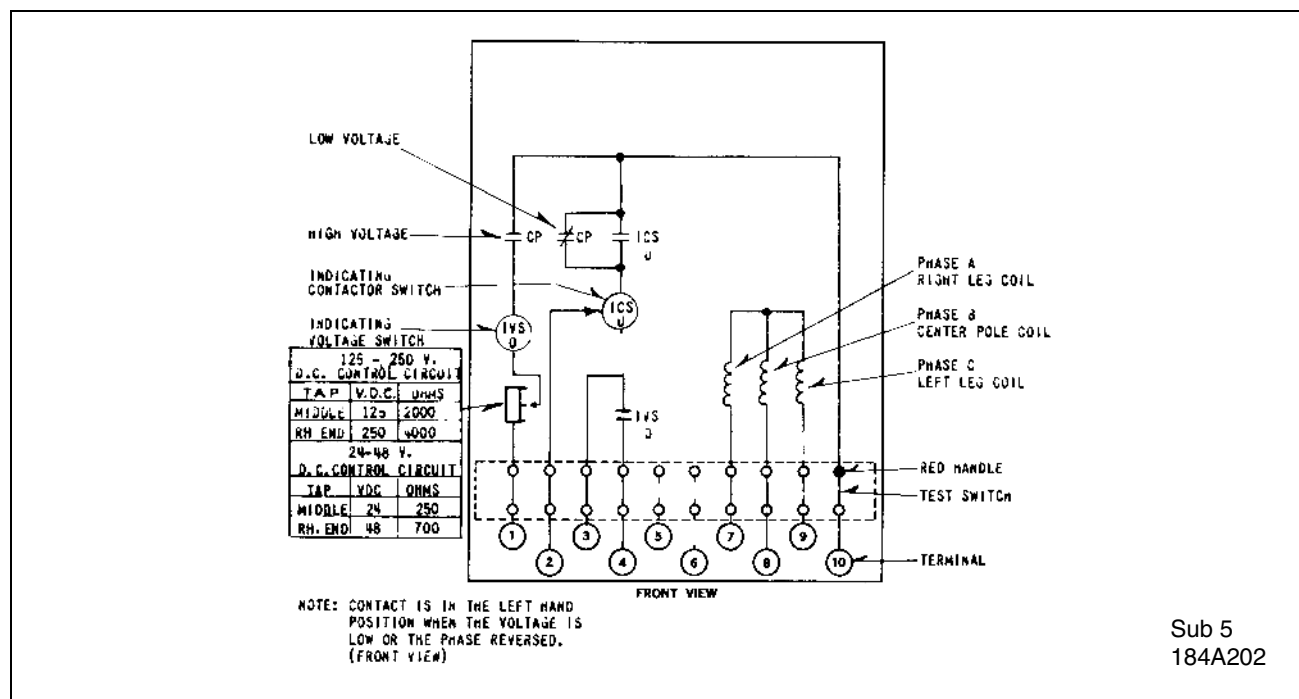 LOW VOLTAGE
HIGH VOLTAGE
CP
CP
ICS
U
INDICATING
CONTACTOR SWITCH
ICS
U
INDICATING
VOLTAGE SWITCH
IVS
O
125 - 250 V.
D.C. CONTROL CIRCUIT
TAP V.D.C. OHMS
MIDDLE 125 2000
RH END 250 4000
24-48 V.
D.C. CONTROL CIRCUIT
TAP VDC OHMS
MIDDLE 24 250
RH. END 48 700
IVS
O
PHASE A
RIGHT LEG COIL
PHASE B
CENTER POLE COIL
PHASE C
LEFT LEG COIL
RED HANDLE
TEST SWITCH
1 3 5 7 9
2 4 6 8 10
TERMINAL
FRONT VIEW
NOTE: CONTACT IS IN THE LEFT HAND
POSITION WHEN THE VOLTAGE IS
LOW OR THE PHASE REVERSED.
(FRONT VIEW)
Sub 5
184A202